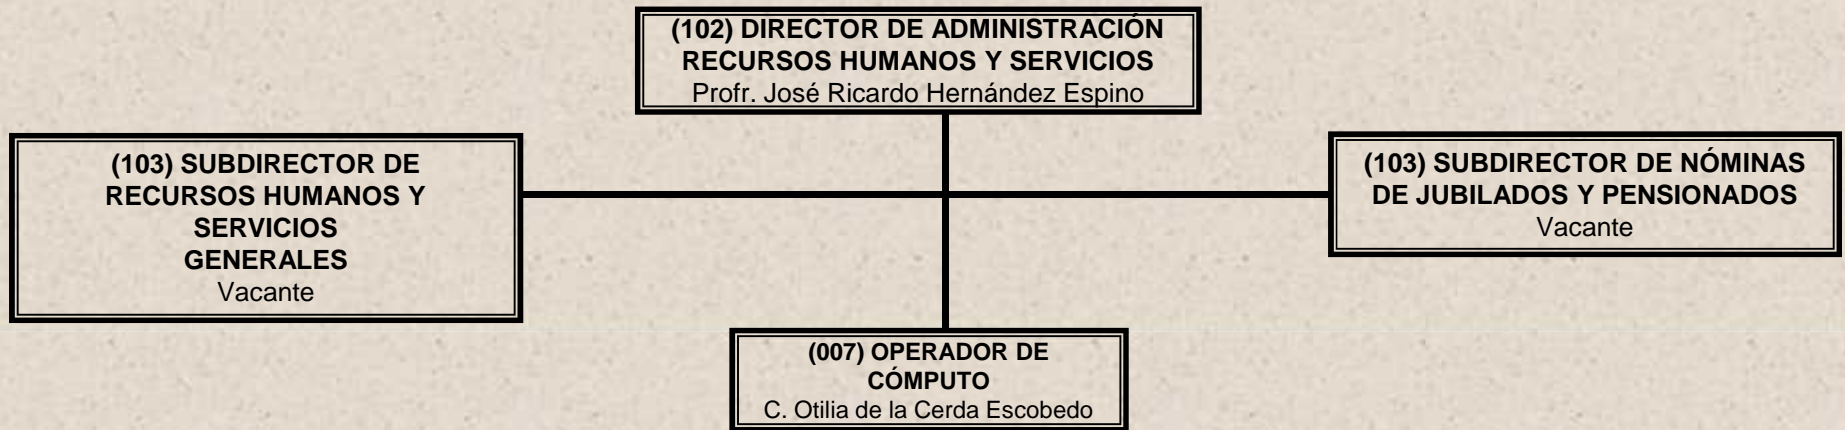 (102) DIRECTOR DE ADMINISTRACIÓN
RECURSOS HUMANOS Y SERVICIOS
Profr. José Ricardo Hernández Espino
(103) SUBDIRECTOR DE
RECURSOS HUMANOS Y
SERVICIOS
GENERALES
Vacante
(103) SUBDIRECTOR DE NÓMINAS
DE JUBILADOS Y PENSIONADOS
Vacante
(007) OPERADOR DE
CÓMPUTO
C. Otilia de la Cerda Escobedo